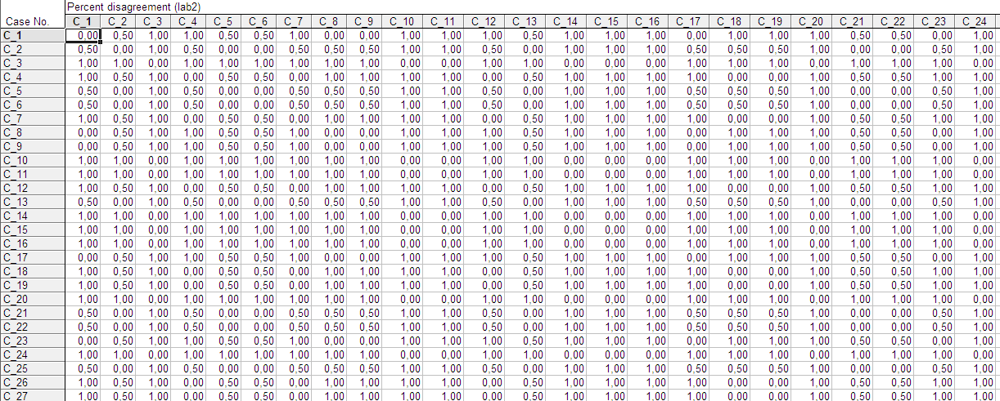 Percent disagreement (lab2)
Case No. C_1 C_2 C_3 C_4 C_5 C_6 C_7 C_8 C_9 C_10 C_11 C_12 C_13 C_14 C_15 C_16 C_17 C_18 C_19 C_20 C_21 C_22 C_23 C_24
C_1 0,00 0,50 1,00 1,00 0,50 0,50 1,00 0,00 0,00 1,00 1,00 1,00 0,50 1,00 1,00 1,00 0,00 1,00 1,00 1,00 0,50 0,50 0,00 1,00
C_2 0,50 0,00 1,00 0,50 0,00 0,00 0,50 0,50 0,50 1,00 1,00 0,50 0,00 1,00 1,00 1,00 0,50 0,50 0,50 1,00 0,00 0,00 0,50 1,00
C_3 1,00 1,00 0,00 1,00 1,00 1,00 1,00 1,00 1,00 0,00 0,00 1,00 1,00 0,00 0,00 0,00 1,00 1,00 1,00 0,00 1,00 1,00 1,00 0,00
C_4 1,00 0,50 1,00 0,00 0,50 0,50 0,00 1,00 1,00 1,00 1,00 0,00 0,50 1,00 1,00 1,00 1,00 0,00 0,00 1,00 0,50 0,50 1,00 1,00
C_5 0,50 0,00 1,00 0,50 0,00 0,00 0,50 0,50 0,50 1,00 1,00 0,50 0,00 1,00 1,00 1,00 0,50 0,50 0,50 1,00 0,00 0,00 0,50 1,00
C_6 0,50 0,00 1,00 0,50 0,00 0,00 0,50 0,50 0,50 1,00 1,00 0,50 0,00 1,00 1,00 1,00 0,50 0,50 0,50 1,00 0,00 0,00 0,50 1,00
C_7 1,00 0,50 1,00 0,00 0,50 0,50 0,00 1,00 1,00 1,00 1,00 0,00 0,50 1,00 1,00 1,00 1,00 0,00 0,00 1,00 0,50 0,50 1,00 1,00
C_8 0,00 0,50 1,00 1,00 0,50 0,50 1,00 0,00 0,00 1,00 1,00 1,00 0,50 1,00 1,00 1,00 0,00 1,00 1,00 1,00 0,50 0,50 0,00 1,00
C_9 0,00 0,50 1,00 1,00 0,50 0,50 1,00 0,00 0,00 1,00 1,00 1,00 0,50 1,00 1,00 1,00 0,00 1,00 1,00 1,00 0,50 0,50 0,00 1,00
C_10 1,00 1,00 0,00 1,00 1,00 1,00 1,00 1,00 1,00 0,00 0,00 1,00 1,00 0,00 0,00 0,00 1,00 1,00 1,00 0,00 1,00 1,00 1,00 0,00
C_11 1,00 1,00 0,00 1,00 1,00 1,00 1,00 1,00 1,00 0,00 0,00 1,00 1,00 0,00 0,00 0,00 1,00 1,00 1,00 0,00 1,00 1,00 1,00 0,00
C_12 1,00 0,50 1,00 0,00 0,50 0,50 0,00 1,00 1,00 1,00 1,00 0,00 0,50 1,00 1,00 1,00 1,00 0,00 0,00 1,00 0,50 0,50 1,00 1,00
C_13 0,50 0,00 1,00 0,50 0,00 0,00 0,50 0,50 0,50 1,00 1,00 0,50 0,00 1,00 1,00 1,00 0,50 0,50 0,50 1,00 0,00 0,00 0,50 1,00
C_14 1,00 1,00 0,00 1,00 1,00 1,00 1,00 1,00 1,00 0,00 0,00 1,00 1,00 0,00 0,00 0,00 1,00 1,00 1,00 0,00 1,00 1,00 1,00 0,00
C_15 1,00 1,00 0,00 1,00 1,00 1,00 1,00 1,00 1,00 0,00 0,00 1,00 1,00 0,00 0,00 0,00 1,00 1,00 1,00 0,00 1,00 1,00 1,00 0,00
C_16 1,00 1,00 0,00 1,00 1,00 1,00 1,00 1,00 1,00 0,00 0,00 1,00 1,00 0,00 0,00 0,00 1,00 1,00 1,00 0,00 1,00 1,00 1,00 0,00
C_17 0,00 0,50 1,00 1,00 0,50 0,50 1,00 0,00 0,00 1,00 1,00 1,00 0,50 1,00 1,00 1,00 0,00 1,00 1,00 1,00 0,50 0,50 0,00 1,00
C_18 1,00 0,50 1,00 0,00 0,50 0,50 0,00 1,00 1,00 1,00 1,00 0,00 0,50 1,00 1,00 1,00 1,00 0,00 0,00 1,00 0,50 0,50 1,00 1,00
C_19 1,00 0,50 1,00 0,00 0,50 0,50 0,00 1,00 1,00 1,00 1,00 0,00 0,50 1,00 1,00 1,00 1,00 0,00 0,00 1,00 0,50 0,50 1,00 1,00
C_20 1,00 1,00 0,00 1,00 1,00 1,00 1,00 1,00 1,00 0,00 0,00 1,00 1,00 0,00 0,00 0,00 1,00 1,00 1,00 0,00 1,00 1,00 1,00 0,00
C_21 0,50 0,00 1,00 0,50 0,00 0,00 0,50 0,50 0,50 1,00 1,00 0,50 0,00 1,00 1,00 1,00 0,50 0,50 0,50 1,00 0,00 0,00 0,50 1,00
C_22 0,50 0,00 1,00 0,50 0,00 0,00 0,50 0,50 0,50 1,00 1,00 0,50 0,00 1,00 1,00 1,00 0,50 0,50 0,50 1,00 0,00 0,00 0,50 1,00
C_23 0,00 0,50 1,00 1,00 0,50 0,50 1,00 0,00 0,00 1,00 1,00 1,00 0,50 1,00 1,00 1,00 0,00 1,00 1,00 1,00 0,50 0,50 0,00 1,00
C_24 1,00 1,00 0,00 1,00 1,00 1,00 1,00 1,00 1,00 0,00 0,00 1,00 1,00 0,00 0,00 0,00 1,00 1,00 1,00 0,00 1,00 1,00 1,00 0,00
C_25 0,50 0,00 1,00 0,50 0,00 0,00 0,50 0,50 0,50 1,00 1,00 0,50 0,00 1,00 1,00 1,00 0,50 0,50 0,50 1,00 0,00 0,00 0,50 1,00
C_26 1,00 0,50 1,00 0,00 0,50 0,50 0,00 1,00 1,00 1,00 1,00 0,00 0,50 1,00 1,00 1,00 1,00 0,00 0,00 1,00 0,50 0,50 1,00 1,00
C_27 1,00 0,50 1,00 0,00 0,50 0,50 0,00 1,00 1,00 1,00 1,00 0,00 0,50 1,00 1,00 1,00 1,00 0,00 0,00 1,00 0,50 0,50 1,00 1,00